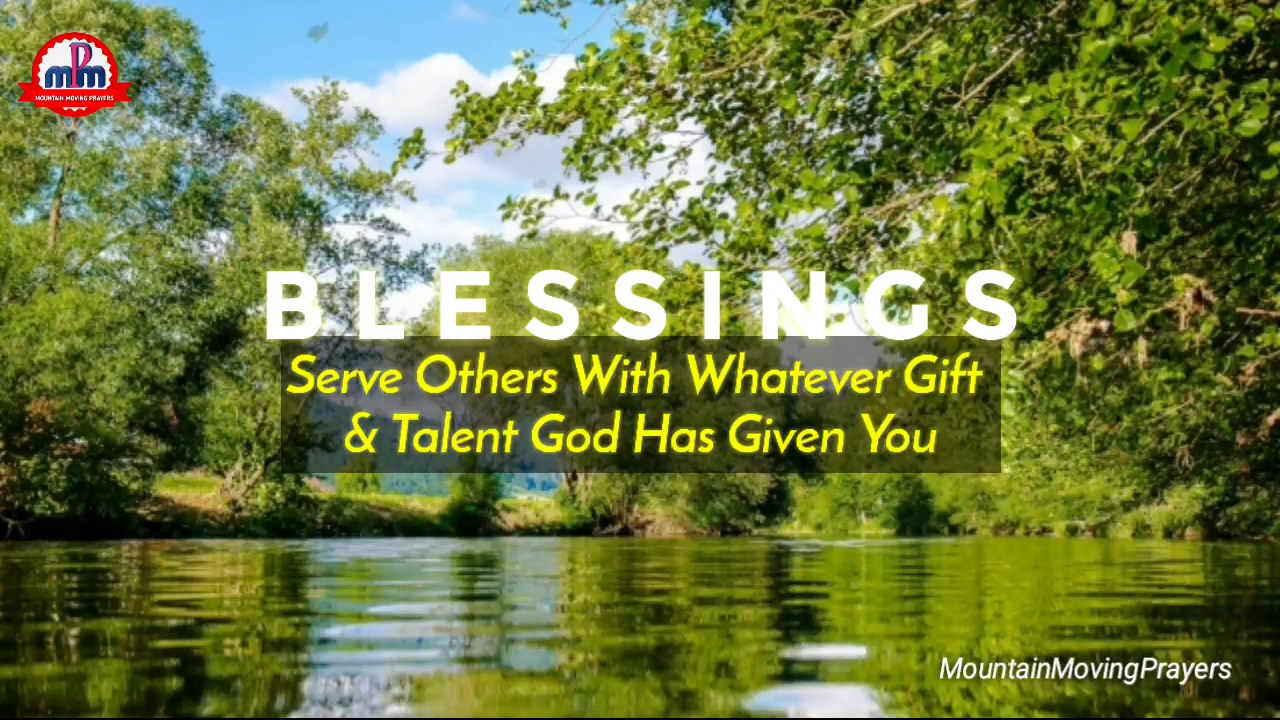 mPm
MOUNTAIN MOVING PRAYERS
BLESSINGS
Serve Others With Whatever Gift
& Talent God Has Given You
MountainMovingPrayers